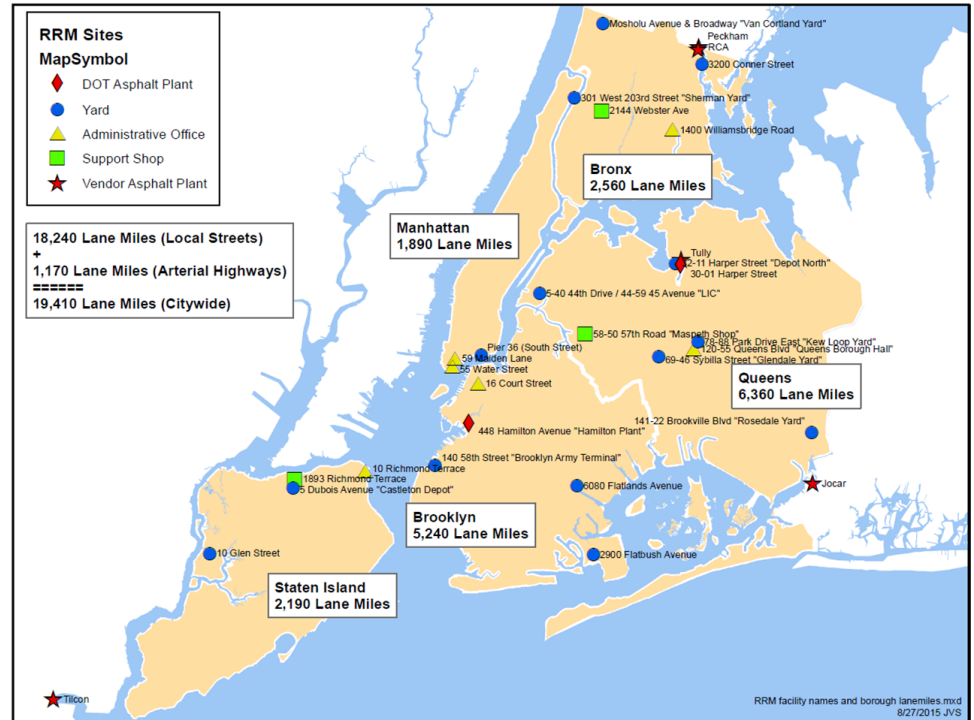 RRM Sites
MapSymbol
DOT Asphalt Plant
Yard
Administrative Office
Support Shop
Vendor Asphalt Plant
18,240 Lane Miles (Local Streets)
+
1,170 Lane Miles (Arterial Highways)
======
19,410 Lane Miles (Citywide)
Mosholu Avenue & Broadway "Van Cortland Yard"
Peckham
RCA
3200 Conner Street
301 West 203rd Street "Sherman Yard"
2144 Webster Ave
1400 Williamsbridge Road
Bronx
2,560 Lane Miles
Manhattan
1,890 Lane Miles
Tully
32-11 Harper Street "Depot North"
30-01 Harper Street
5-40 44th Drive / 44-59 45 Avenue "LIC"
58-50 57th Road "Maspeth Shop"
Pier 36 (South Street)
59 Maiden Lane
55 Water Street
16 Court Street
78-88 Park Drive East "Kew Loop Yard"
120-55 Queens Blvd "Queens Borough Hall"
69-46 Sybilla Street "Glendale Yard"
Queens
6,360 Lane Miles
141-22 Brookville Blvd "Rosedale Yard"
448 Hamilton Avenue "Hamilton Plant"
140 58th Street "Brooklyn Army Terminal"
10 Richmond Terrace
1893 Richmond Terrace
5 Dubois Avenue "Castleton Depot"
6080 Flatlands Avenue
Jocar
Brooklyn
5,240 Lane Miles
10 Glen Street
2900 Flatbush Avenue
Staten Island
2,190 Lane Miles
Tilcon
RRM facility names and borough lanemiles.mxd
8/27/2015 JVS